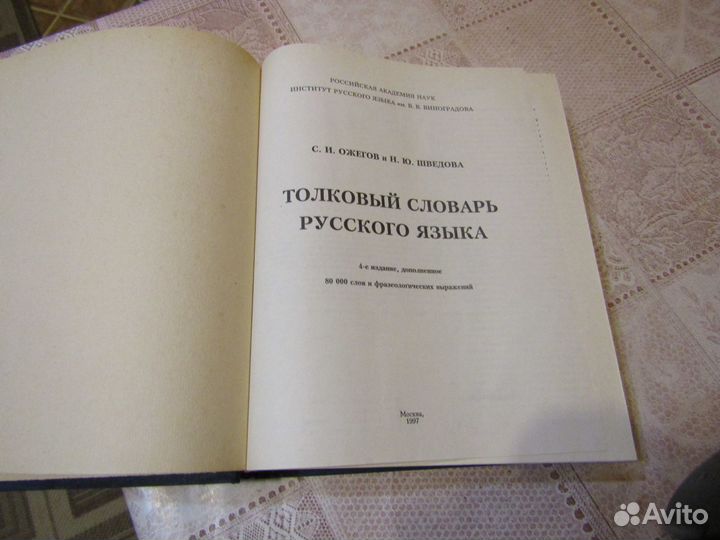 РОССИЙСКАЯ АКАДЕМИЯ НАУК
ИНСТИТУТ РУССКОГО ЯЗЫКА им. В. В. ВИНОГРАДОВА
С. И. ОЖЕГОВ и Н. Ю. ШВЕДОВА
ТОЛКОВЫЙ СЛОВАРЬ
РУССКОГО ЯЗЫКА
4-е издание, дополненное
80 000 слов и фразеологических выражений
Москва,
1997
Avito